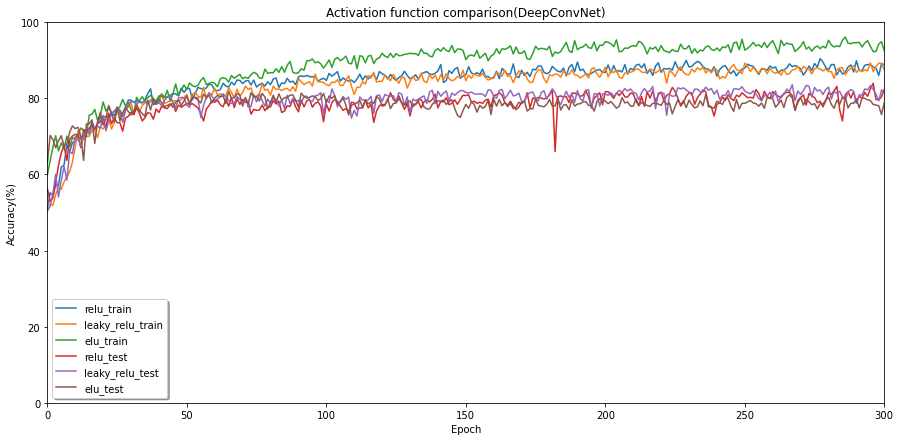 Activation function comparison(DeepConvNet)
100
80
60
40
20
0
Accuracy(%)
relu_train
leaky_relu_train
elu_train
relu_test
leaky_relu_test
elu_test
0 50 100 150 200 250 300
Epoch